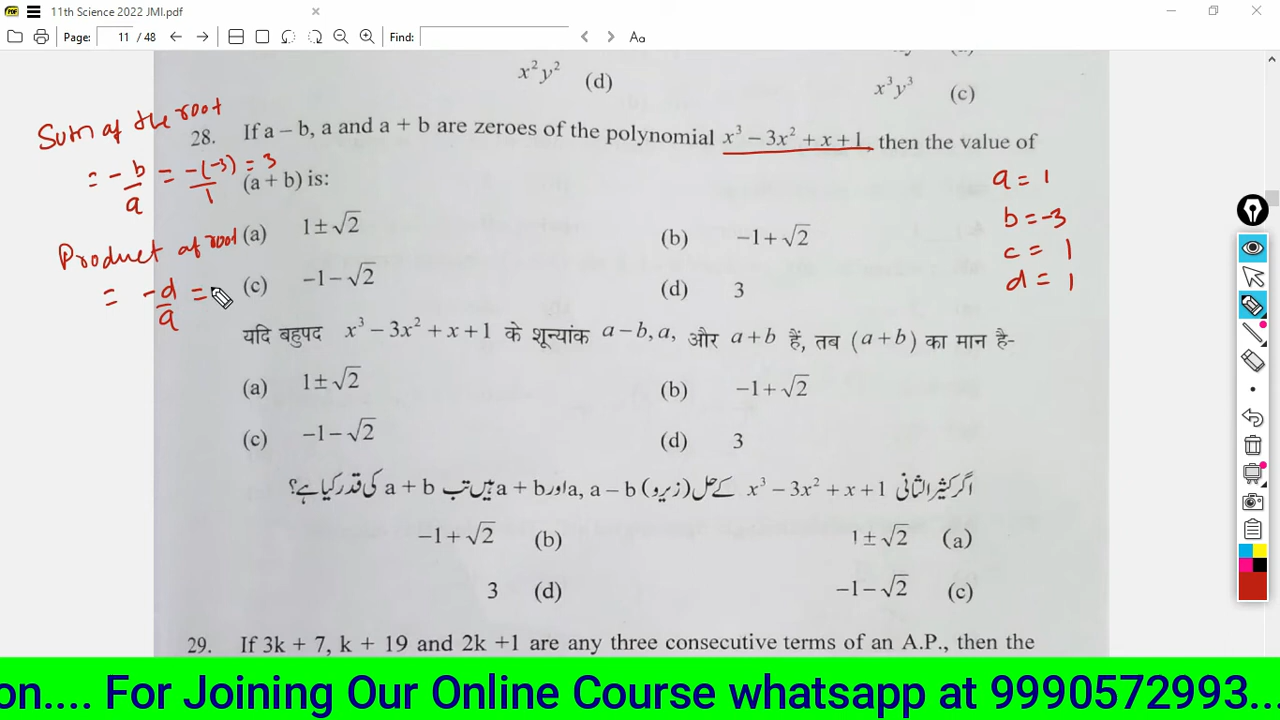 11th Science 2022 JMI.pdf
Page: 11 / 48 Find: Aa
x²y² (d) x³y³ (c)
Sum of the root
= -b/a = -(-3)/1 = 3
Product of root
= -d/a =
28. If a – b, a and a + b are zeroes of the polynomial x³ – 3x² + x + 1, then the value of
(a + b) is:
(a) 1 ± √2 (b) –1 + √2
(c) –1 – √2 (d) 3
a = 1
b = -3
c = 1
d = 1
यदि बहुपद x³ – 3x² + x + 1 के शून्यांक a – b, a, और a + b हैं, तब (a + b) का मान है-
(a) 1 ± √2 (b) –1 + √2
(c) –1 – √2 (d) 3
اگر کثیر الثانی x³ – 3x² + x + 1 کے حل (زیرو) a, a – b اور a + b ہیں تب a + b کی قدر کیا ہے؟
–1 + √2 (b) 1 ± √2 (a)
3 (d) –1 – √2 (c)
29. If 3k + 7, k + 19 and 2k +1 are any three consecutive terms of an A.P., then the
on.... For Joining Our Online Course whatsapp at 9990572993...